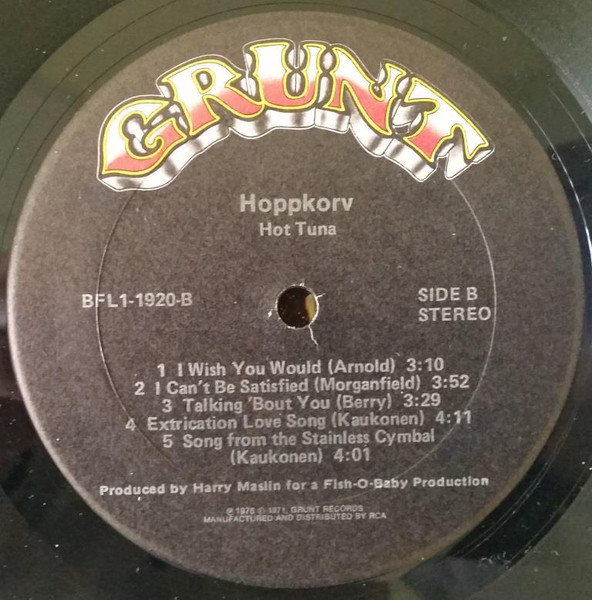 GRUNT
Hoppkorv
Hot Tuna
BFL1-1920-B
SIDE B
STEREO
1 I Wish You Would (Arnold) 3:10
2 I Can't Be Satisfied (Morganfield) 3:52
3 Talking 'Bout You (Berry) 3:29
4 Extrication Love Song (Kaukonen) 4:11
5 Song from the Stainless Cymbal
(Kaukonen) 4:01
Produced by Harry Maslin for a Fish-O-Baby Production
℗ 1976 © 1971, GRUNT RECORDS
MANUFACTURED AND DISTRIBUTED BY RCA